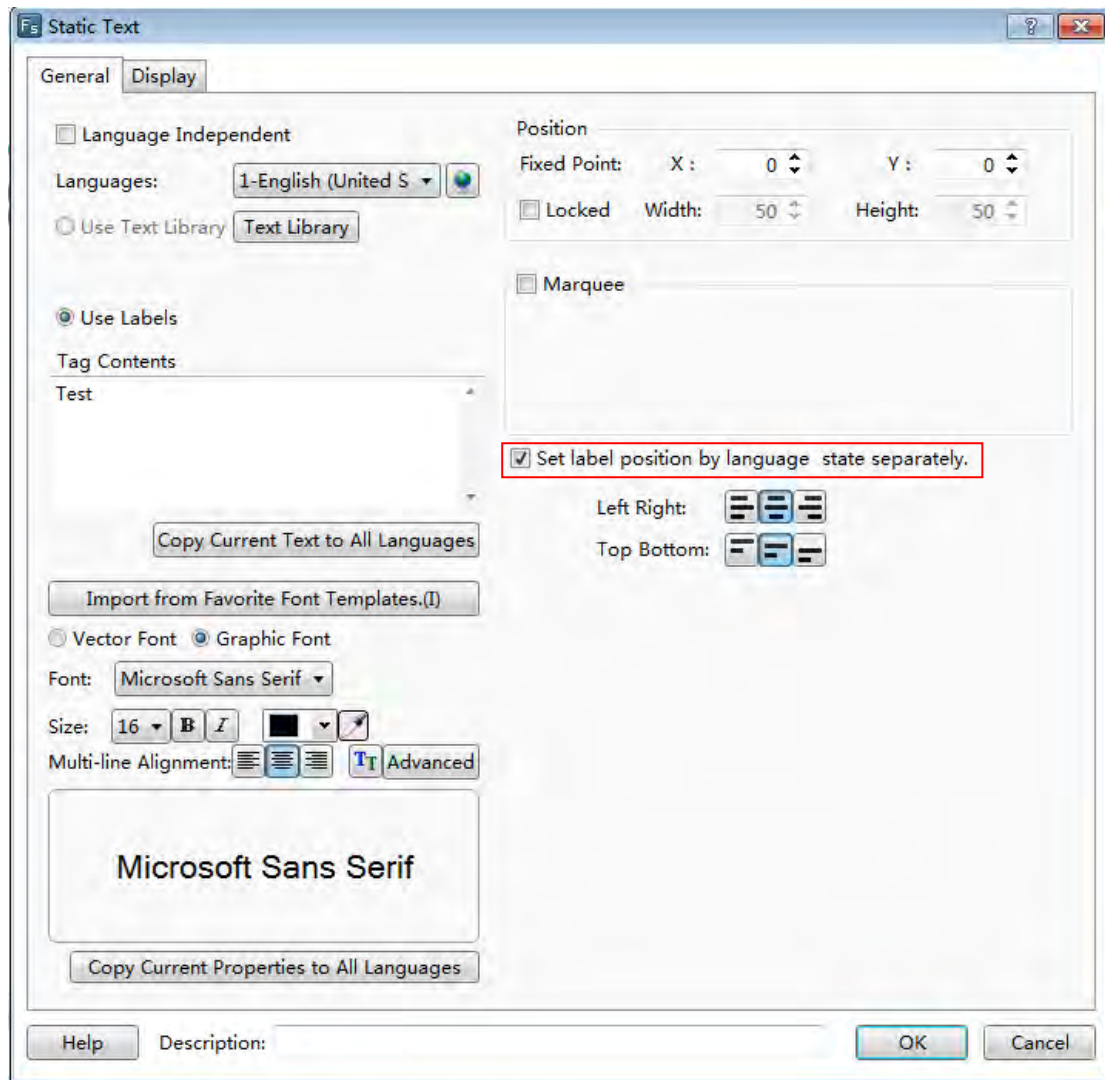 Fs Static Text
General Display
Language Independent
Languages: 1-English (United S
Use Text Library Text Library
Use Labels
Tag Contents
Test
Copy Current Text to All Languages
Import from Favorite Font Templates.(I)
Vector Font Graphic Font
Font: Microsoft Sans Serif
Size: 16 B I
Multi-line Alignment: TT Advanced
Microsoft Sans Serif
Copy Current Properties to All Languages
Position
Fixed Point: X : 0 Y : 0
Locked Width: 50 Height: 50
Marquee
Set label position by language state separately.
Left Right:
Top Bottom:
Help Description: OK Cancel